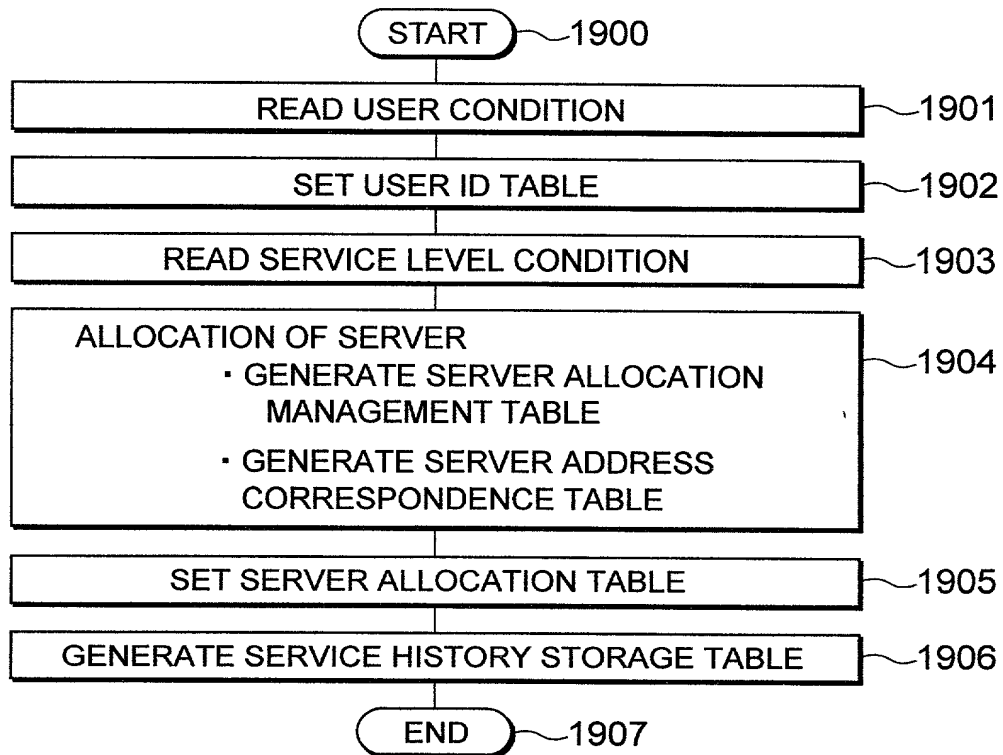 START 1900
READ USER CONDITION 1901
SET USER ID TABLE 1902
READ SERVICE LEVEL CONDITION 1903
ALLOCATION OF SERVER 1904
・GENERATE SERVER ALLOCATION
MANAGEMENT TABLE
・GENERATE SERVER ADDRESS
CORRESPONDENCE TABLE
SET SERVER ALLOCATION TABLE 1905
GENERATE SERVICE HISTORY STORAGE TABLE 1906
END 1907